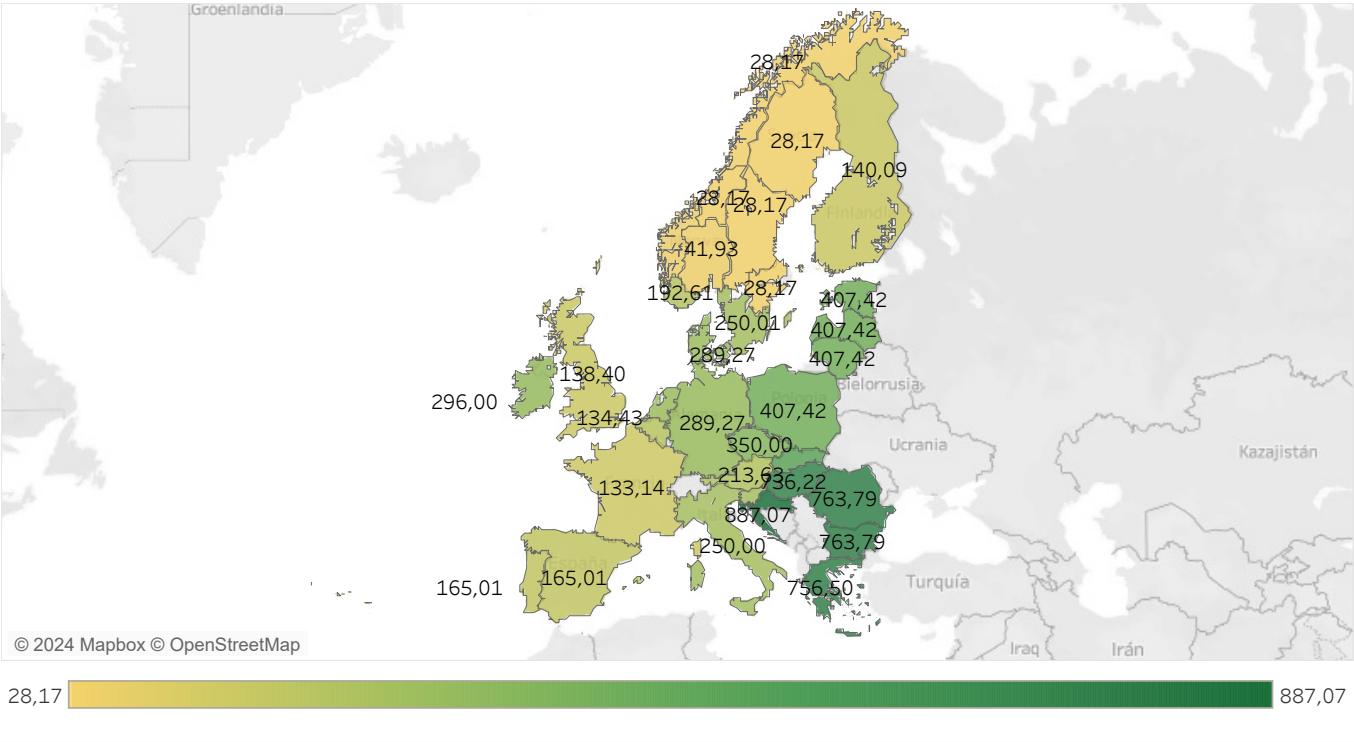 Groenlandia
28,17
28,17
140,09
28,17
28,17
Finlandia
41,93
192,61
28,17
407,42
250,01
407,42
289,27
407,42
138,40
Bielorrusia
296,00
Polonia
134,43
289,27
407,42
350,00
Ucrania
Kazajistán
213,63
736,22
133,14
763,79
Italia
887,07
250,00
763,79
España
165,01
165,01
756,50
Turquía
© 2024 Mapbox © OpenStreetMap
Iraq
Irán
28,17
887,07